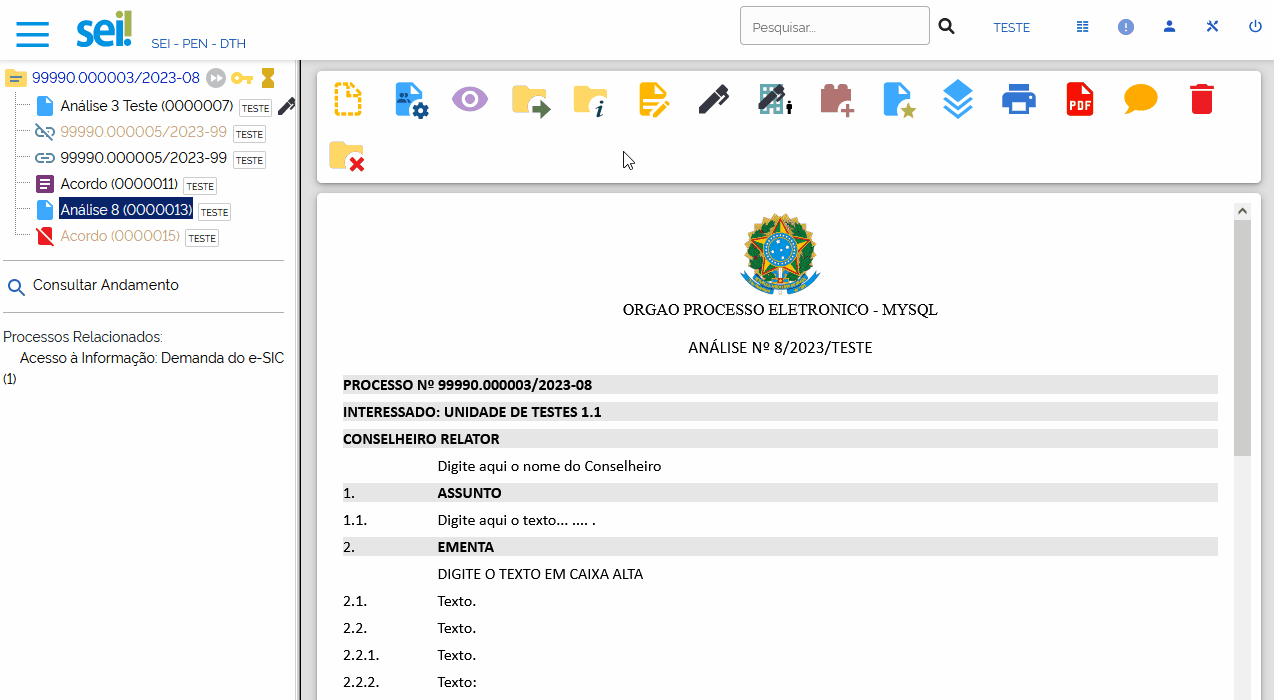 sei!
SEI - PEN - DTH
Pesquisar...
TESTE
99990.000003/2023-08
Análise 3 Teste (0000007) TESTE
99990.000005/2023-99 TESTE
99990.000005/2023-99 TESTE
Acordo (0000011) TESTE
Análise 8 (0000013) TESTE
Acordo (0000015) TESTE
Consultar Andamento
Processos Relacionados:
Acesso à Informação: Demanda do e-SIC
(1)
PDF
ORGAO PROCESSO ELETRONICO - MYSQL
ANÁLISE Nº 8/2023/TESTE
PROCESSO Nº 99990.000003/2023-08
INTERESSADO: UNIDADE DE TESTES 1.1
CONSELHEIRO RELATOR
Digite aqui o nome do Conselheiro
1. ASSUNTO
1.1. Digite aqui o texto... .... .
2. EMENTA
DIGITE O TEXTO EM CAIXA ALTA
2.1. Texto.
2.2. Texto.
2.2.1. Texto.
2.2.2. Texto: